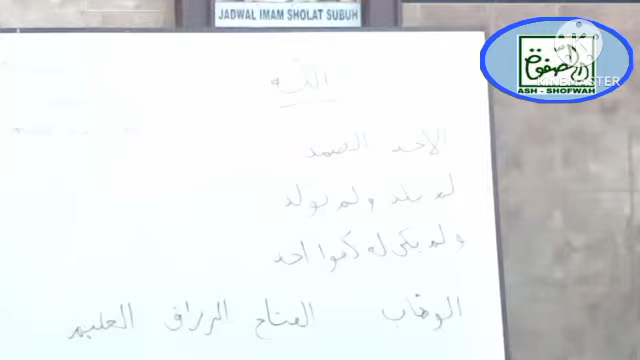 JADWAL IMAM SHOLAT SUBUH
الصفوة
KINEMASTER
ASH - SHOFWAH
الله
الاحد الصمد
لم يلد ولم يولد
ولم يكن له كفوا احد
الوهاب الفتاح الرزاق العليم